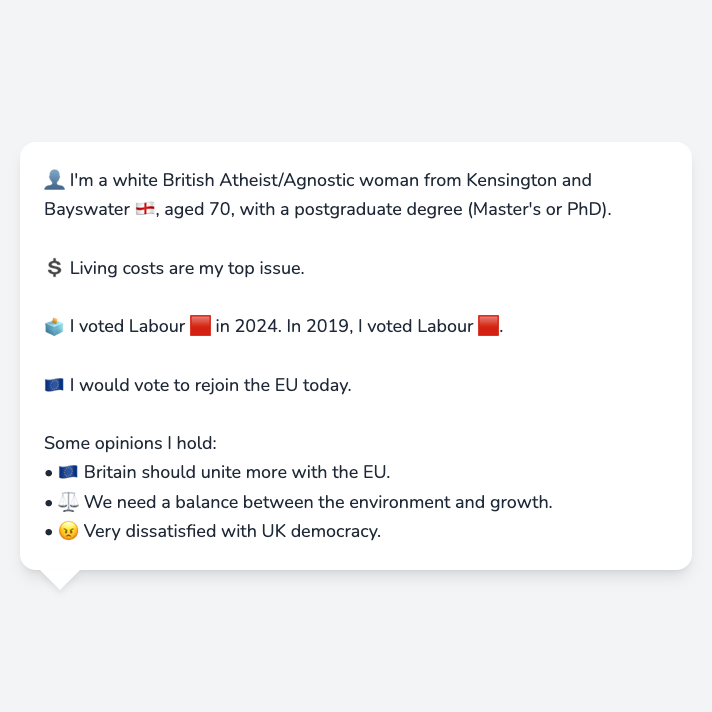 👤 I'm a white British Atheist/Agnostic woman from Kensington and
Bayswater 🏴󠁧󠁢󠁥󠁮󠁧󠁿, aged 70, with a postgraduate degree (Master's or PhD).
💲 Living costs are my top issue.
🗳️ I voted Labour 🟥 in 2024. In 2019, I voted Labour 🟥.
🇪🇺 I would vote to rejoin the EU today.
Some opinions I hold:
• 🇪🇺 Britain should unite more with the EU.
• ⚖️ We need a balance between the environment and growth.
• 😠 Very dissatisfied with UK democracy.